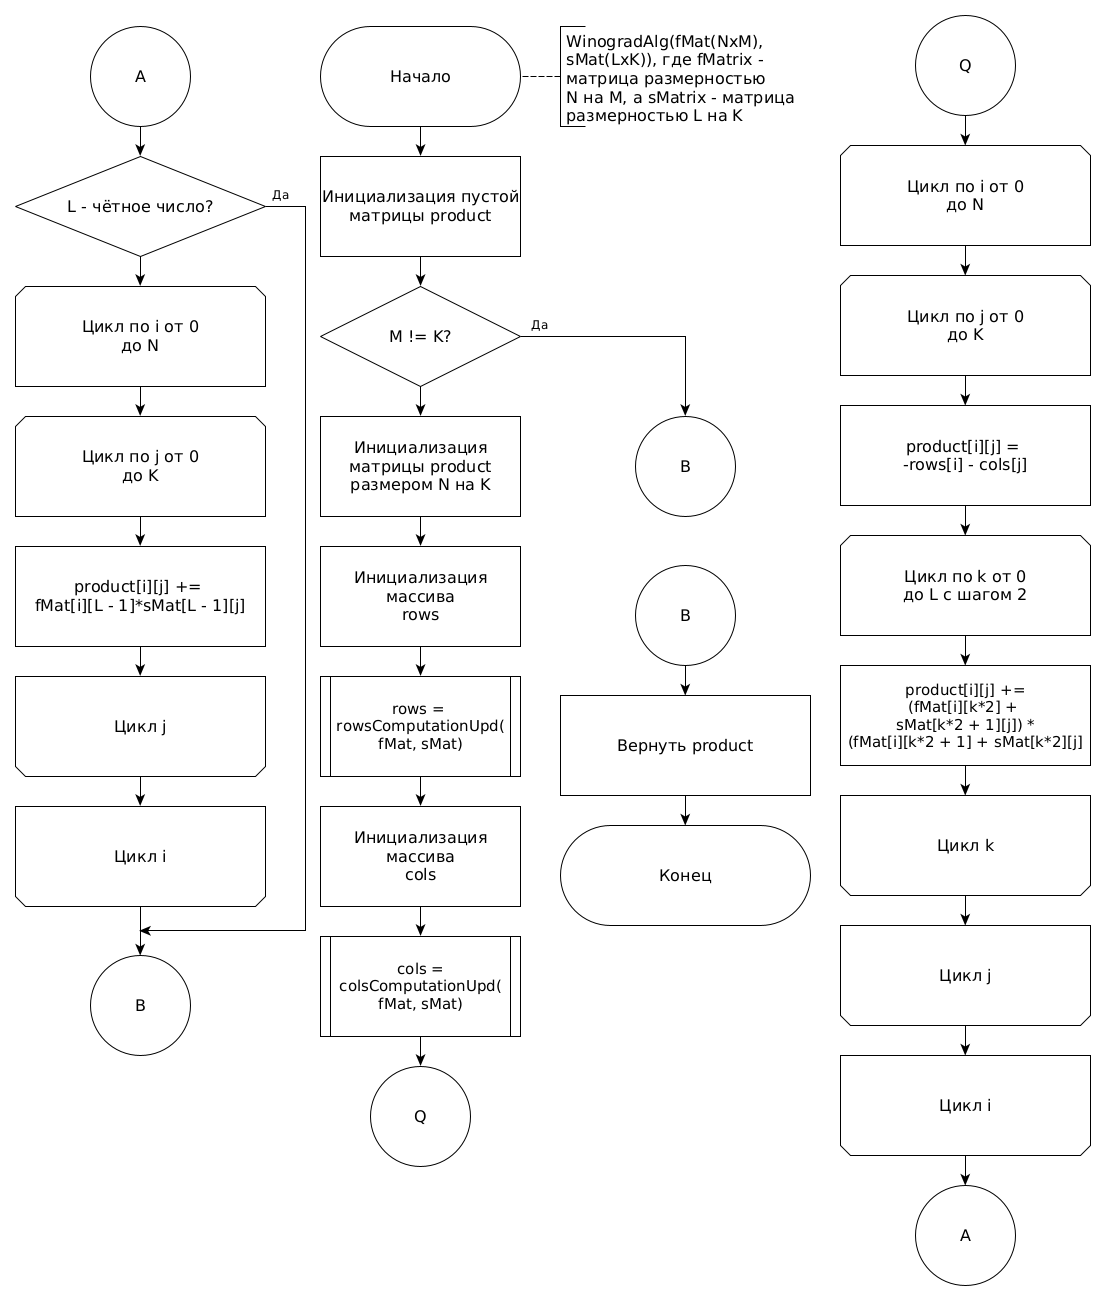 A
L - чётное число?
Да
Цикл по i от 0
до N
Цикл по j от 0
до K
product[i][j] +=
fMat[i][L - 1]*sMat[L - 1][j]
Цикл j
Цикл i
B
Начало
WinogradAlg(fMat(NxM),
sMat(LxK)), где fMatrix -
матрица размерностью
N на M, а sMatrix - матрица
размерностью L на K
Инициализация пустой
матрицы product
M != K?
Да
B
Инициализация
матрицы product
размером N на K
Инициализация
массива
rows
rows =
rowsComputationUpd(
fMat, sMat)
Инициализация
массива
cols
cols =
colsComputationUpd(
fMat, sMat)
Q
B
Вернуть product
Конец
Q
Цикл по i от 0
до N
Цикл по j от 0
до K
product[i][j] =
-rows[i] - cols[j]
Цикл по k от 0
до L с шагом 2
product[i][j] +=
(fMat[i][k*2] +
sMat[k*2 + 1][j]) *
(fMat[i][k*2 + 1] + sMat[k*2][j]
Цикл k
Цикл j
Цикл i
A